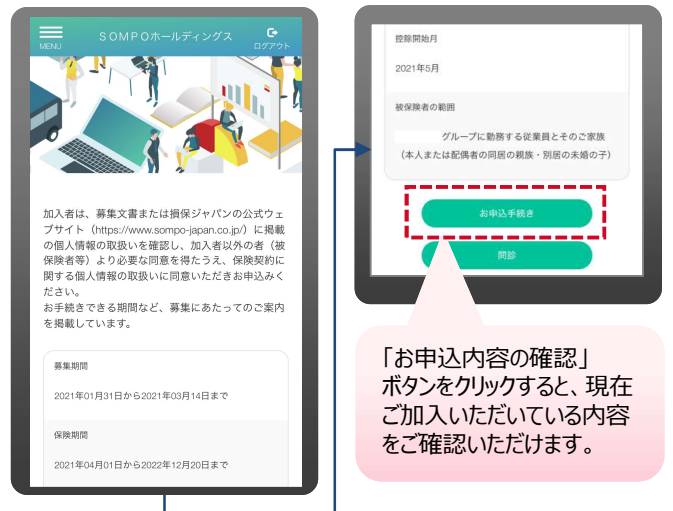 MENU
SOMPOホールディングス
ログアウト
加入者は、募集文書または損保ジャパンの公式ウェ
ブサイト（https://www.sompo-japan.co.jp/）に掲載
の個人情報の取扱いを確認し、加入者以外の者（被
保険者等）より必要な同意を得たうえ、保険契約に
関する個人情報の取扱いに同意いただきお申込みく
ださい。
お手続きできる期間など、募集にあたってのご案内
を掲載しています。
募集期間
2021年01月31日から2021年03月14日まで
保険期間
2021年04月01日から2022年12月20日まで
控除開始月
2021年5月
被保険者の範囲
グループに勤務する従業員とそのご家族
（本人または配偶者の同居の親族・別居の未婚の子）
お申込手続き
問診
「お申込内容の確認」
ボタンをクリックすると、現在
ご加入いただいている内容
をご確認いただけます。